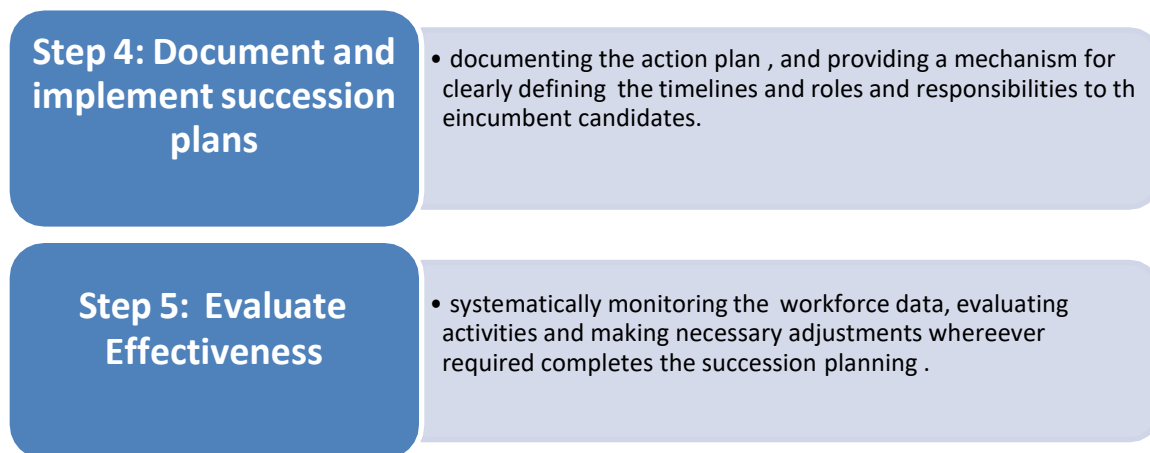 Step 4: Document and
implement succession
plans
• documenting the action plan , and providing a mechanism for
clearly defining the timelines and roles and responsibilities to th
eincumbent candidates.
Step 5: Evaluate
Effectiveness
• systematically monitoring the workforce data, evaluating
activities and making necessary adjustments whereever
required completes the succession planning .